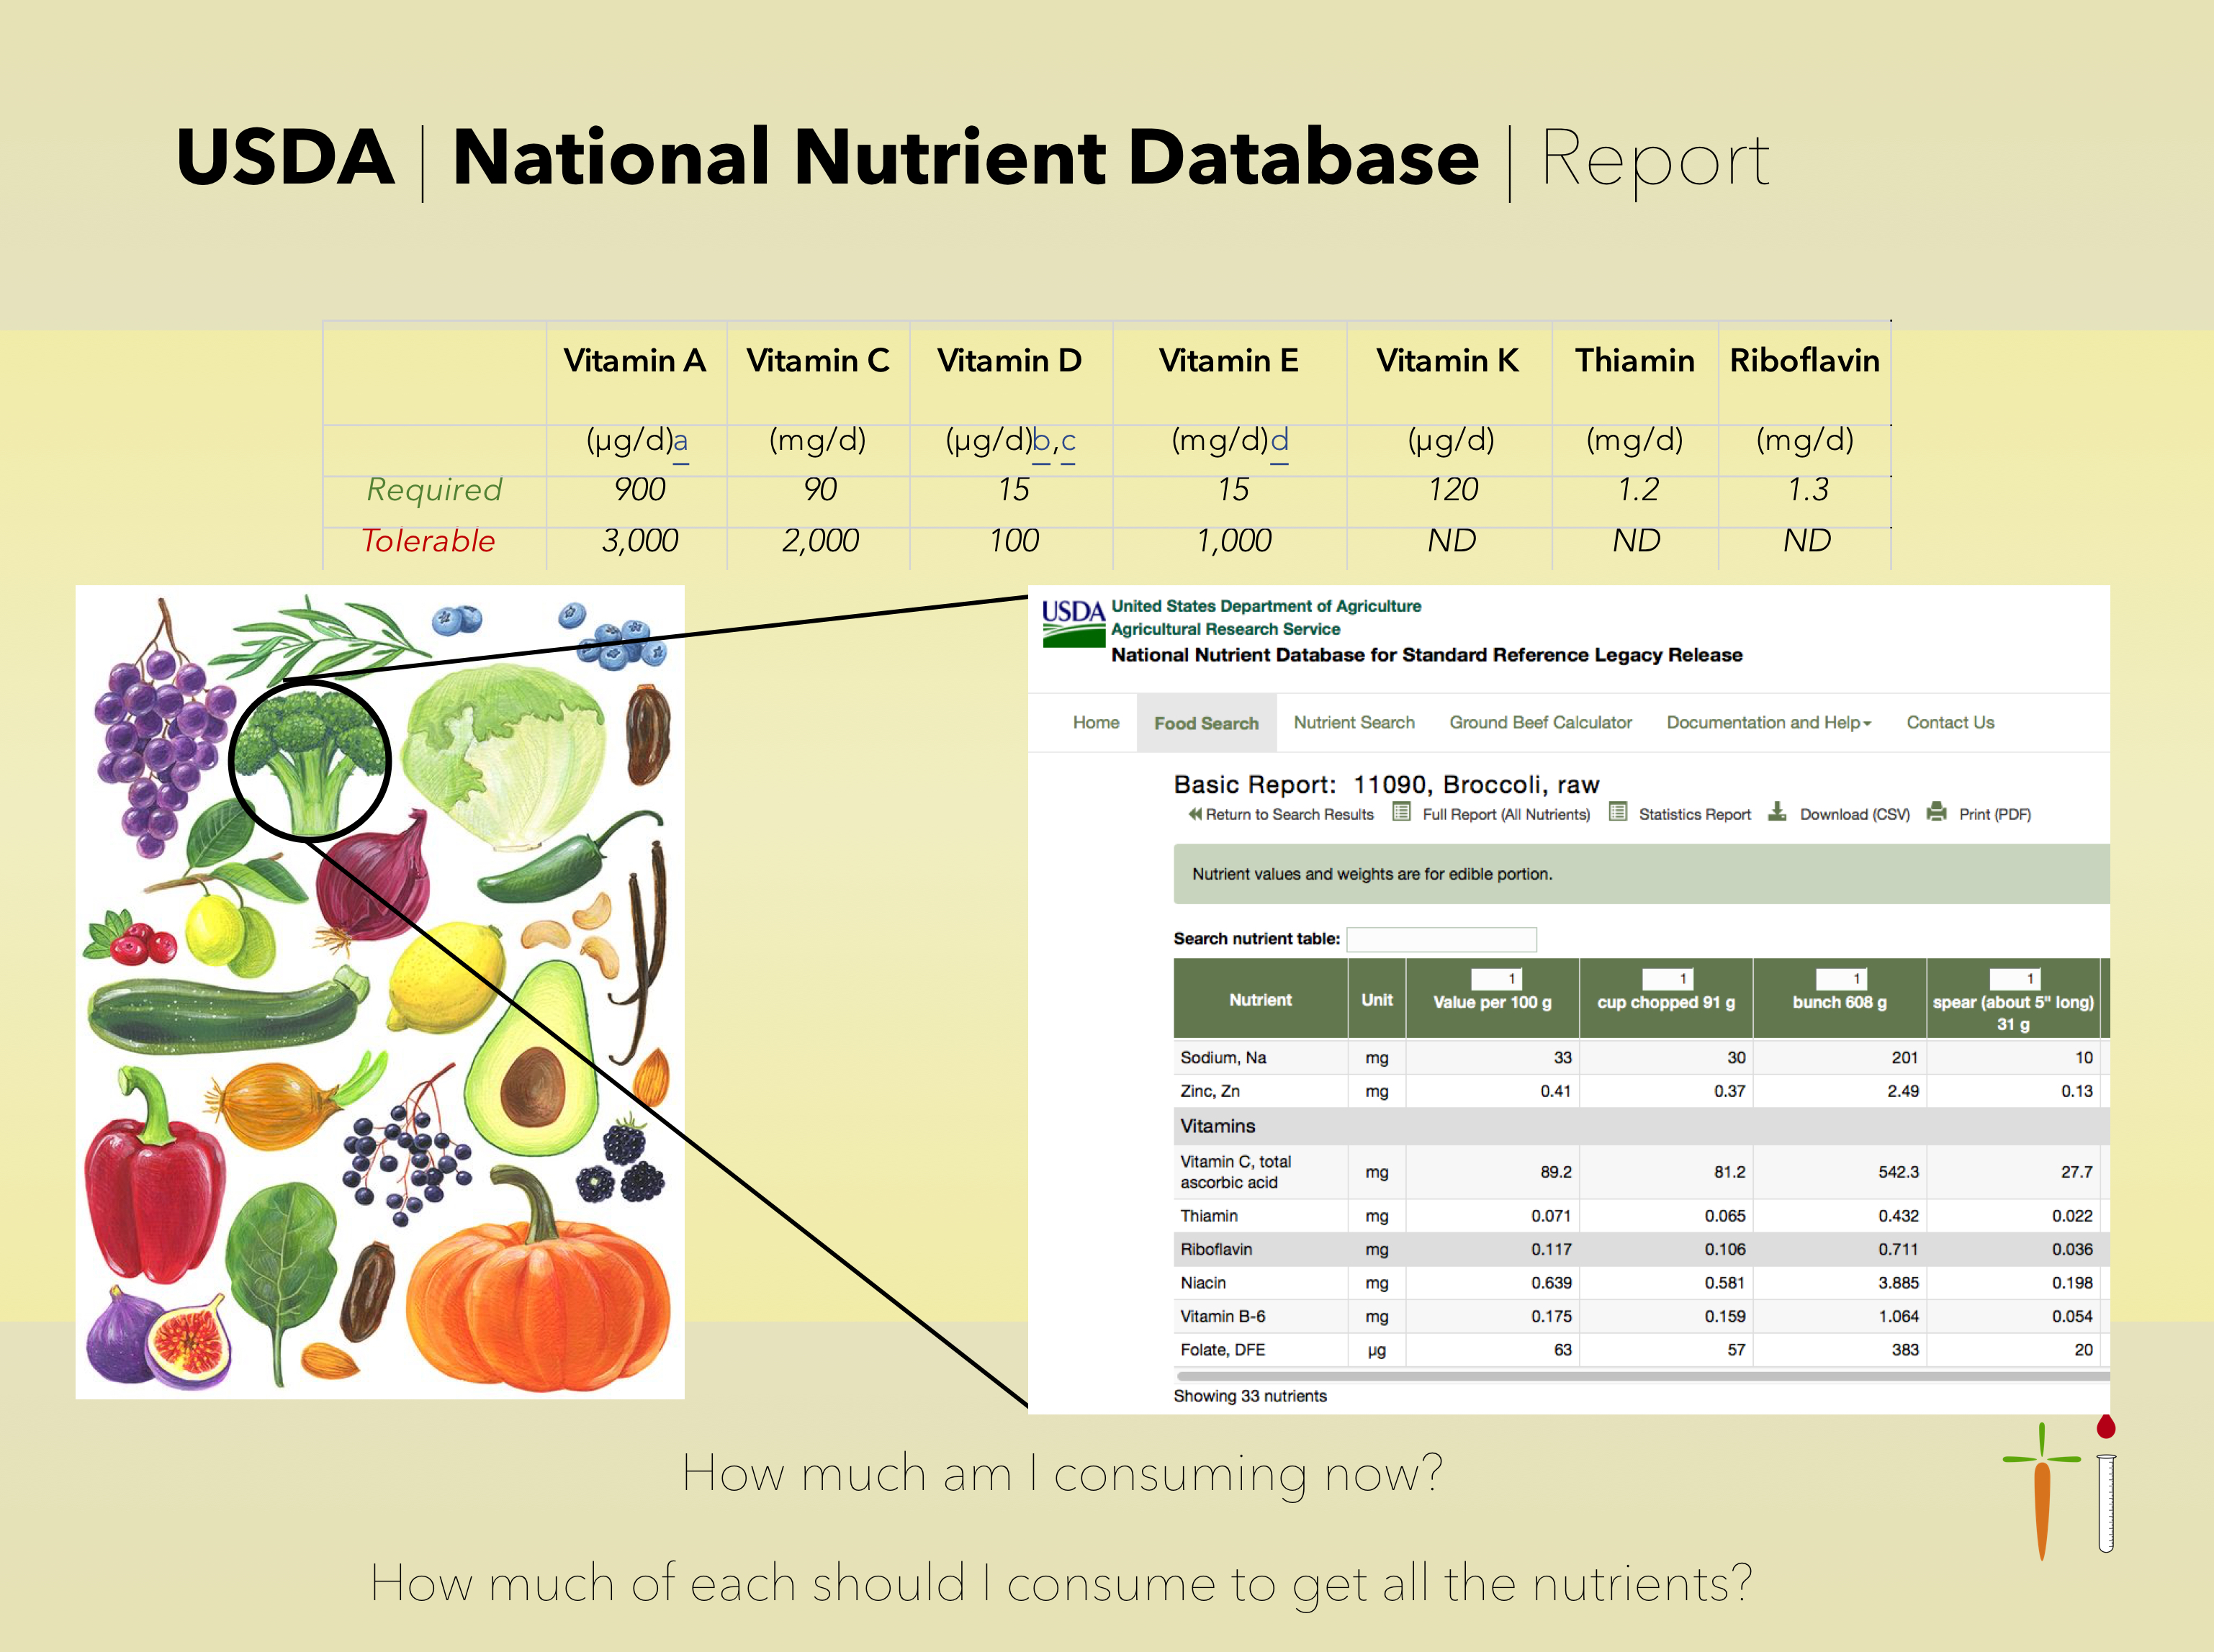 USDA | National Nutrient Database | Report
Vitamin A Vitamin C Vitamin D Vitamin E Vitamin K Thiamin Riboflavin
(µg/d)a (mg/d) (µg/d)b,c (mg/d)d (µg/d) (mg/d) (mg/d)
Required 900 90 15 15 120 1.2 1.3
Tolerable 3,000 2,000 100 1,000 ND ND ND
USDA United States Department of Agriculture
Agricultural Research Service
National Nutrient Database for Standard Reference Legacy Release
Home Food Search Nutrient Search Ground Beef Calculator Documentation and Help Contact Us
Basic Report: 11090, Broccoli, raw
Return to Search Results Full Report (All Nutrients) Statistics Report Download (CSV) Print (PDF)
Nutrient values and weights are for edible portion.
Search nutrient table:
1 1 1 1
Nutrient Unit Value per 100 g cup chopped 91 g bunch 608 g spear (about 5" long)
31 g
Sodium, Na mg 33 30 201 10
Zinc, Zn mg 0.41 0.37 2.49 0.13
Vitamins
Vitamin C, total
ascorbic acid mg 89.2 81.2 542.3 27.7
Thiamin mg 0.071 0.065 0.432 0.022
Riboflavin mg 0.117 0.106 0.711 0.036
Niacin mg 0.639 0.581 3.885 0.198
Vitamin B-6 mg 0.175 0.159 1.064 0.054
Folate, DFE µg 63 57 383 20
Showing 33 nutrients
How much am I consuming now?
How much of each should I consume to get all the nutrients?